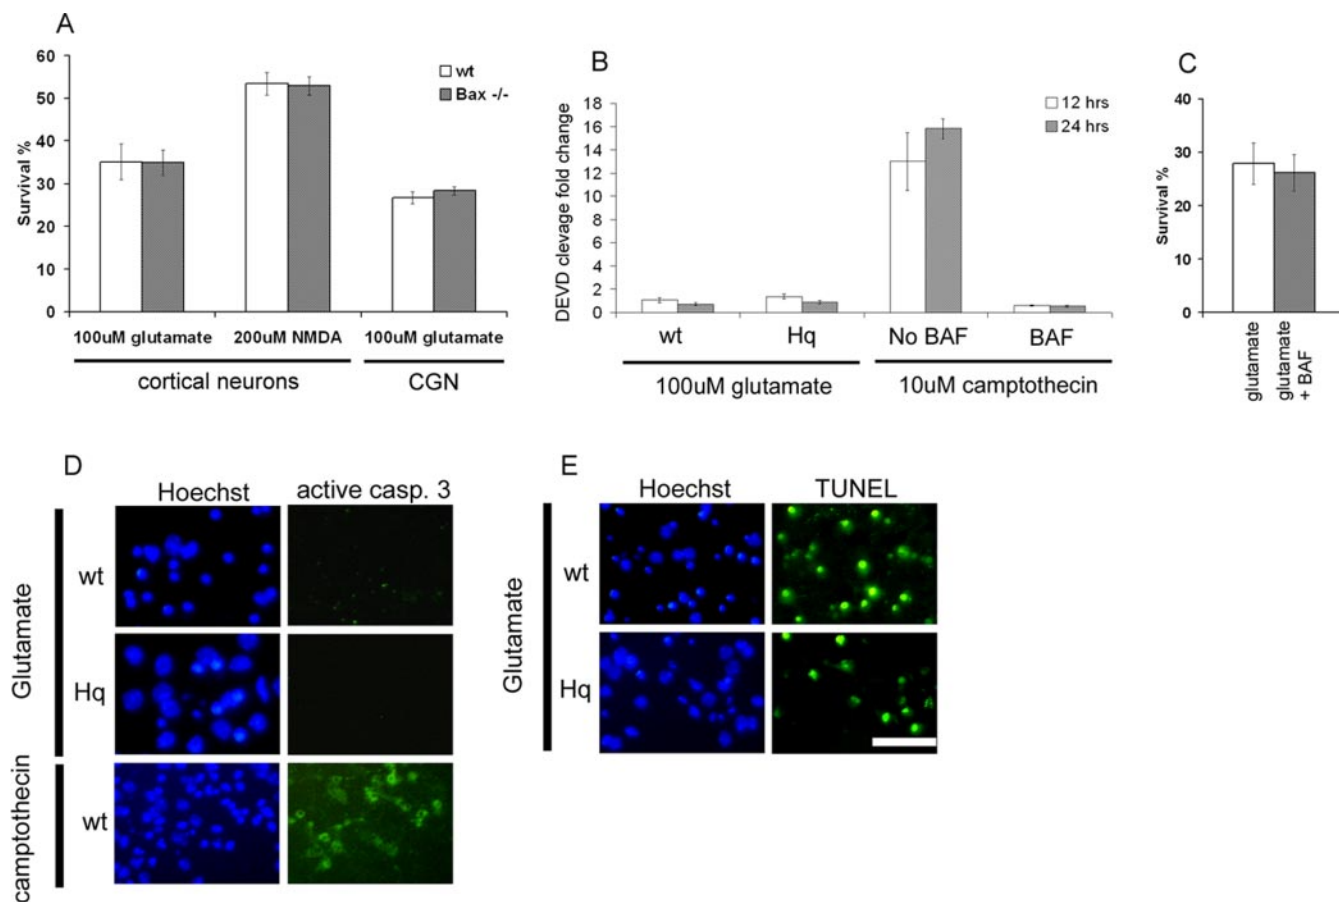 A
Survival %
60
50
40
30
20
10
0
wt
Bax -/-
100uM glutamate
200uM NMDA
100uM glutamate
cortical neurons
CGN
B
DEVD clevage fold change
18
16
14
12
10
8
6
4
2
0
12 hrs
24 hrs
wt
Hq
No BAF
BAF
100uM glutamate
10uM camptothecin
C
Survival %
40
30
20
10
0
glutamate
glutamate
+ BAF
D
Hoechst
active casp. 3
Glutamate
wt
Hq
camptothecin
wt
E
Hoechst
TUNEL
Glutamate
wt
Hq